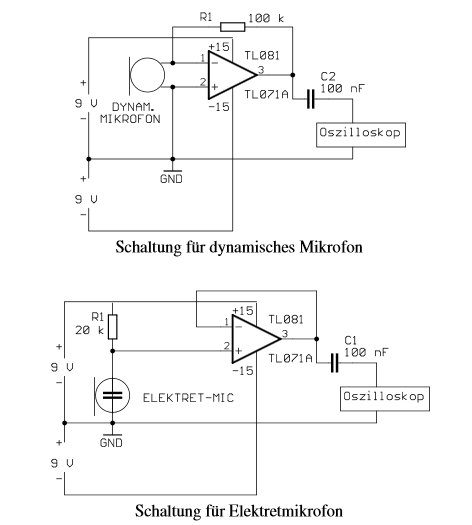 R1 100 k
+15
TL081
1 -
3
2 +
TL071A
-15
C2
100 nF
+
9 V
-
DYNAM.
MIKROFON
Oszilloskop
GND
+
9 V
-
Schaltung für dynamisches Mikrofon
R1
20 k
+15
TL081
1 -
3
2 +
TL071A
-15
C1
100 nF
+
9 V
-
ELEKTRET-MIC
Oszilloskop
GND
+
9 V
-
Schaltung für Elektretmikrofon